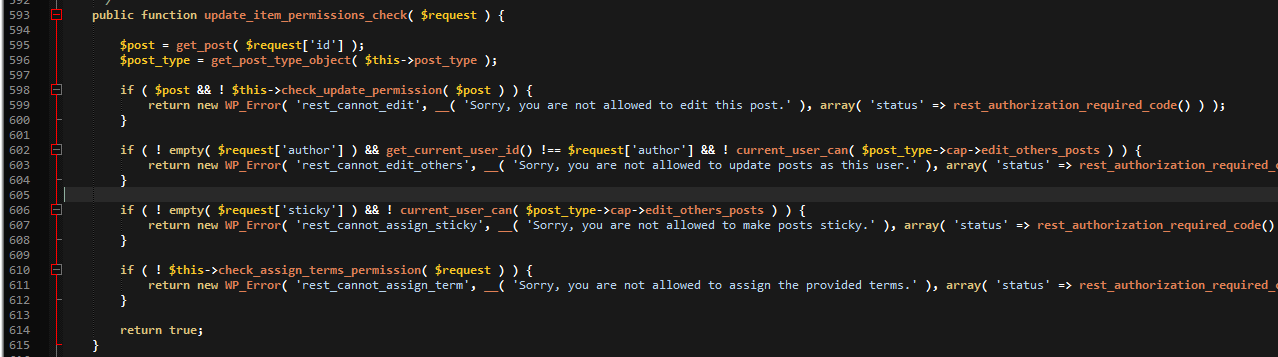 592 */
593 public function update_item_permissions_check( $request ) {
594
595 $post = get_post( $request['id'] );
596 $post_type = get_post_type_object( $this->post_type );
597
598 if ( $post && ! $this->check_update_permission( $post ) ) {
599 return new WP_Error( 'rest_cannot_edit', __( 'Sorry, you are not allowed to edit this post.' ), array( 'status' => rest_authorization_required_code() ) );
600 }
601
602 if ( ! empty( $request['author'] ) && get_current_user_id() !== $request['author'] && ! current_user_can( $post_type->cap->edit_others_posts ) ) {
603 return new WP_Error( 'rest_cannot_edit_others', __( 'Sorry, you are not allowed to update posts as this user.' ), array( 'status' => rest_authorization_required_co
604 }
605
606 if ( ! empty( $request['sticky'] ) && ! current_user_can( $post_type->cap->edit_others_posts ) ) {
607 return new WP_Error( 'rest_cannot_assign_sticky', __( 'Sorry, you are not allowed to make posts sticky.' ), array( 'status' => rest_authorization_required_code()
608 }
609
610 if ( ! $this->check_assign_terms_permission( $request ) ) {
611 return new WP_Error( 'rest_cannot_assign_term', __( 'Sorry, you are not allowed to assign the provided terms.' ), array( 'status' => rest_authorization_required_co
612 }
613
614 return true;
615 }